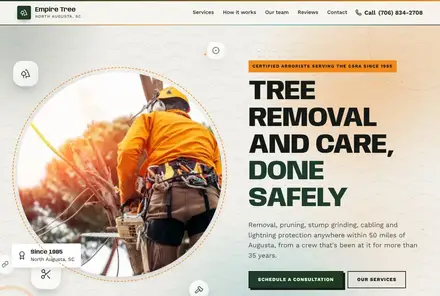 Empire Tree
NORTH AUGUSTA, SC
Services How it works Our team Reviews Contact Call (706) 834-2708
CERTIFIED ARBORISTS SERVING THE CSRA SINCE 1985
TREE
REMOVAL
AND CARE,
DONE
SAFELY
Removal, pruning, stump grinding, cabling and
lightning protection anywhere within 50 miles of
Augusta, from a crew that's been at it for more than
35 years.
SCHEDULE A CONSULTATION OUR SERVICES
Since 1985
North Augusta, SC